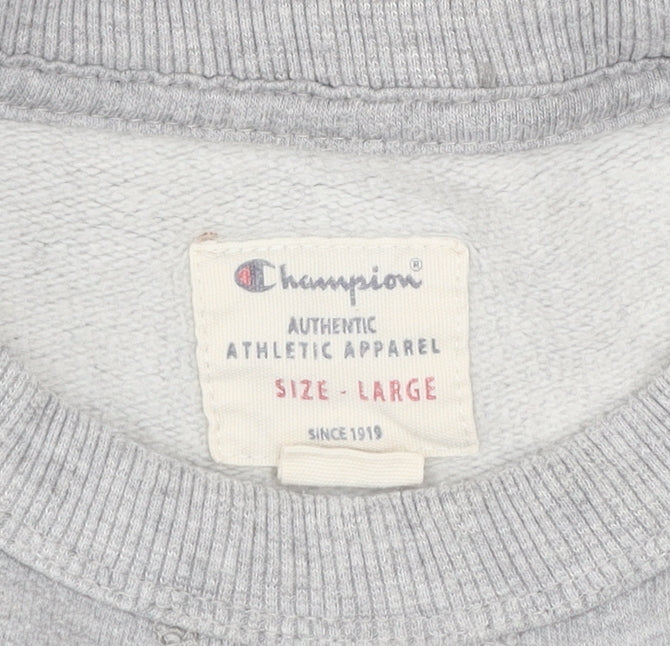 Champion®
AUTHENTIC
ATHLETIC APPAREL
SIZE - LARGE
SINCE 1919